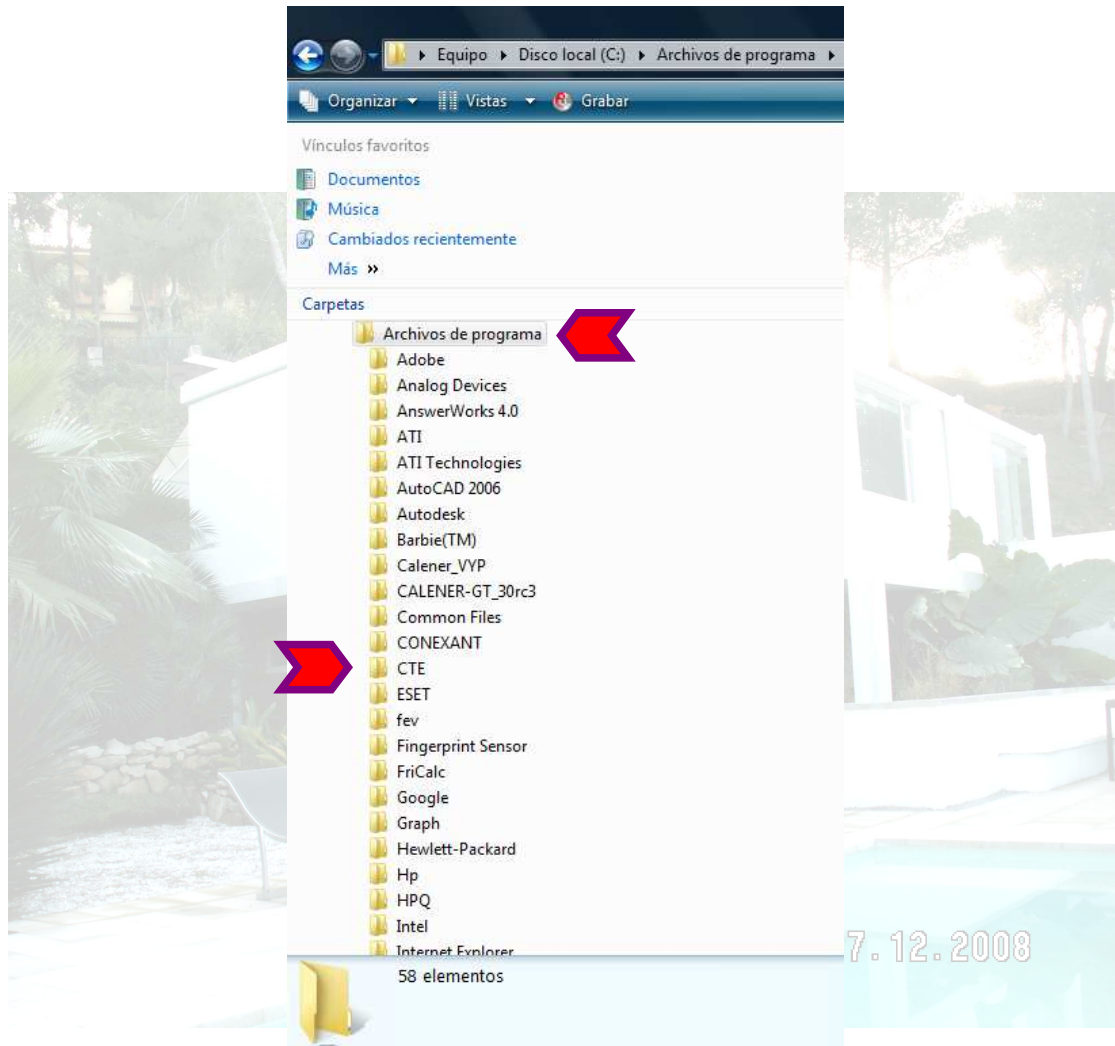 Equipo Disco local (C:) Archivos de programa
Organizar Vistas Grabar
Vínculos favoritos
Documentos
Música
Cambiados recientemente
Más »
Carpetas
Archivos de programa
Adobe
Analog Devices
AnswerWorks 4.0
ATI
ATI Technologies
AutoCAD 2006
Autodesk
Barbie(TM)
Calener_VYP
CALENER-GT_30rc3
Common Files
CONEXANT
CTE
ESET
fev
Fingerprint Sensor
FriCalc
Google
Graph
Hewlett-Packard
Hp
HPQ
Intel
Internet Explorer
58 elementos
7.12.2008